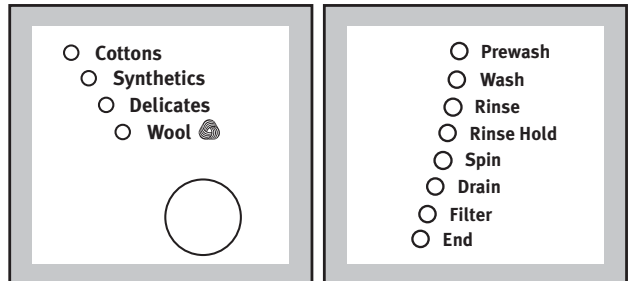 Cottons
Synthetics
Delicates
Wool
Prewash
Wash
Rinse
Rinse Hold
Spin
Drain
Filter
End